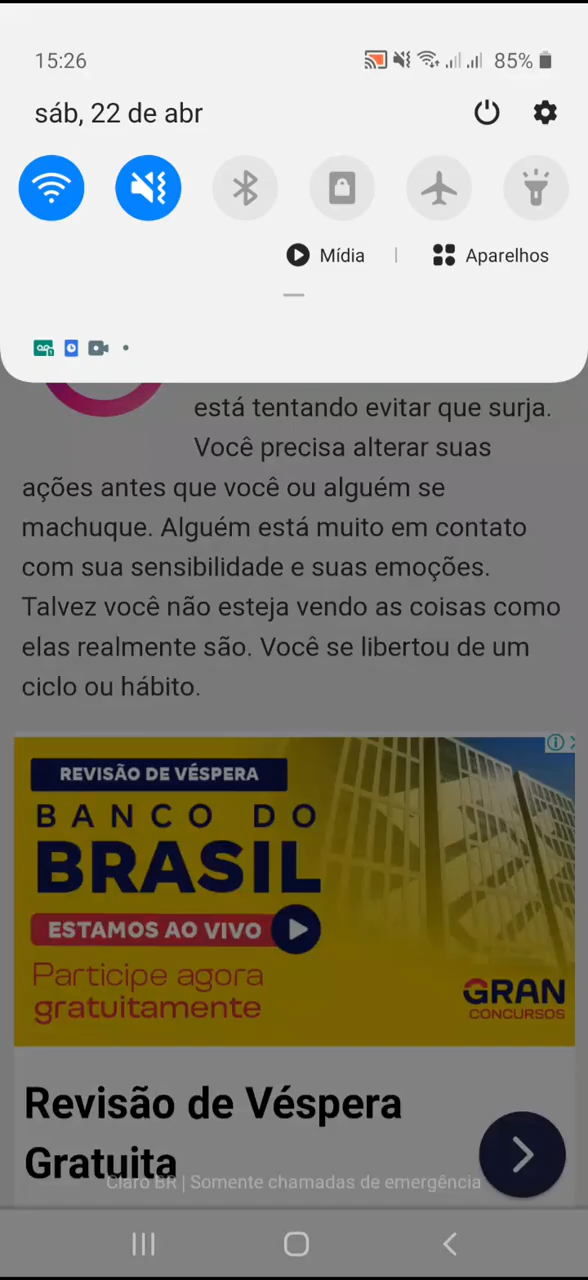 15:26
85%
sáb, 22 de abr
Mídia | Aparelhos
está tentando evitar que surja.
Você precisa alterar suas
ações antes que você ou alguém se
machuque. Alguém está muito em contato
com sua sensibilidade e suas emoções.
Talvez você não esteja vendo as coisas como
elas realmente são. Você se libertou de um
ciclo ou hábito.
REVISÃO DE VÉSPERA
BANCO DO
BRASIL
ESTAMOS AO VIVO
Participe agora
gratuitamente
GRAN
CONCURSOS
Revisão de Véspera
Gratuita
Claro BR | Somente chamadas de emergência